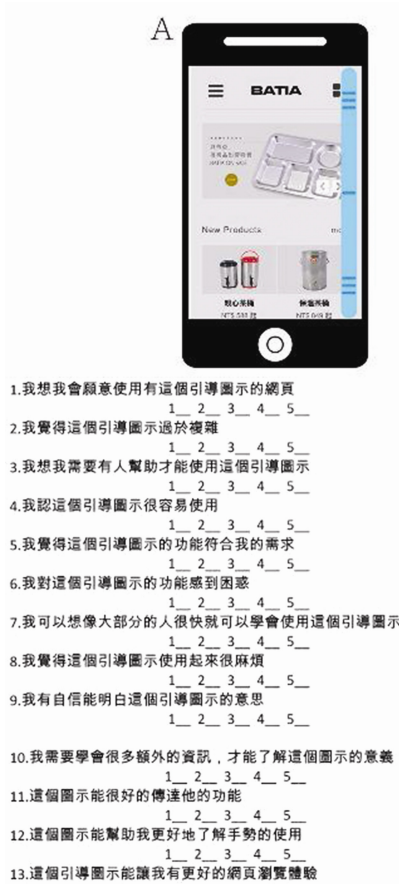 A
BATIA
New Products
軟心茶桶
保溫茶桶
NT$ 588 起
NT$ 649 起
1.我想我會願意使用有這個引導圖示的網頁
1__ 2__ 3__ 4__ 5__
2.我覺得這個引導圖示過於複雜
1__ 2__ 3__ 4__ 5__
3.我想我需要有人幫助才能使用這個引導圖示
1__ 2__ 3__ 4__ 5__
4.我認這個引導圖示很容易使用
1__ 2__ 3__ 4__ 5__
5.我覺得這個引導圖示的功能符合我的需求
1__ 2__ 3__ 4__ 5__
6.我對這個引導圖示的功能感到困惑
1__ 2__ 3__ 4__ 5__
7.我可以想像大部分的人很快就可以學會使用這個引導圖示
1__ 2__ 3__ 4__ 5__
8.我覺得這個引導圖示使用起來很麻煩
1__ 2__ 3__ 4__ 5__
9.我有自信能明白這個引導圖示的意思
1__ 2__ 3__ 4__ 5__
10.我需要學會很多額外的資訊，才能了解這個圖示的意義
1__ 2__ 3__ 4__ 5__
11.這個圖示能很好的傳達他的功能
1__ 2__ 3__ 4__ 5__
12.這個圖示能幫助我更好地了解手勢的使用
1__ 2__ 3__ 4__ 5__
13.這個引導圖示能讓我有更好的網頁瀏覽體驗